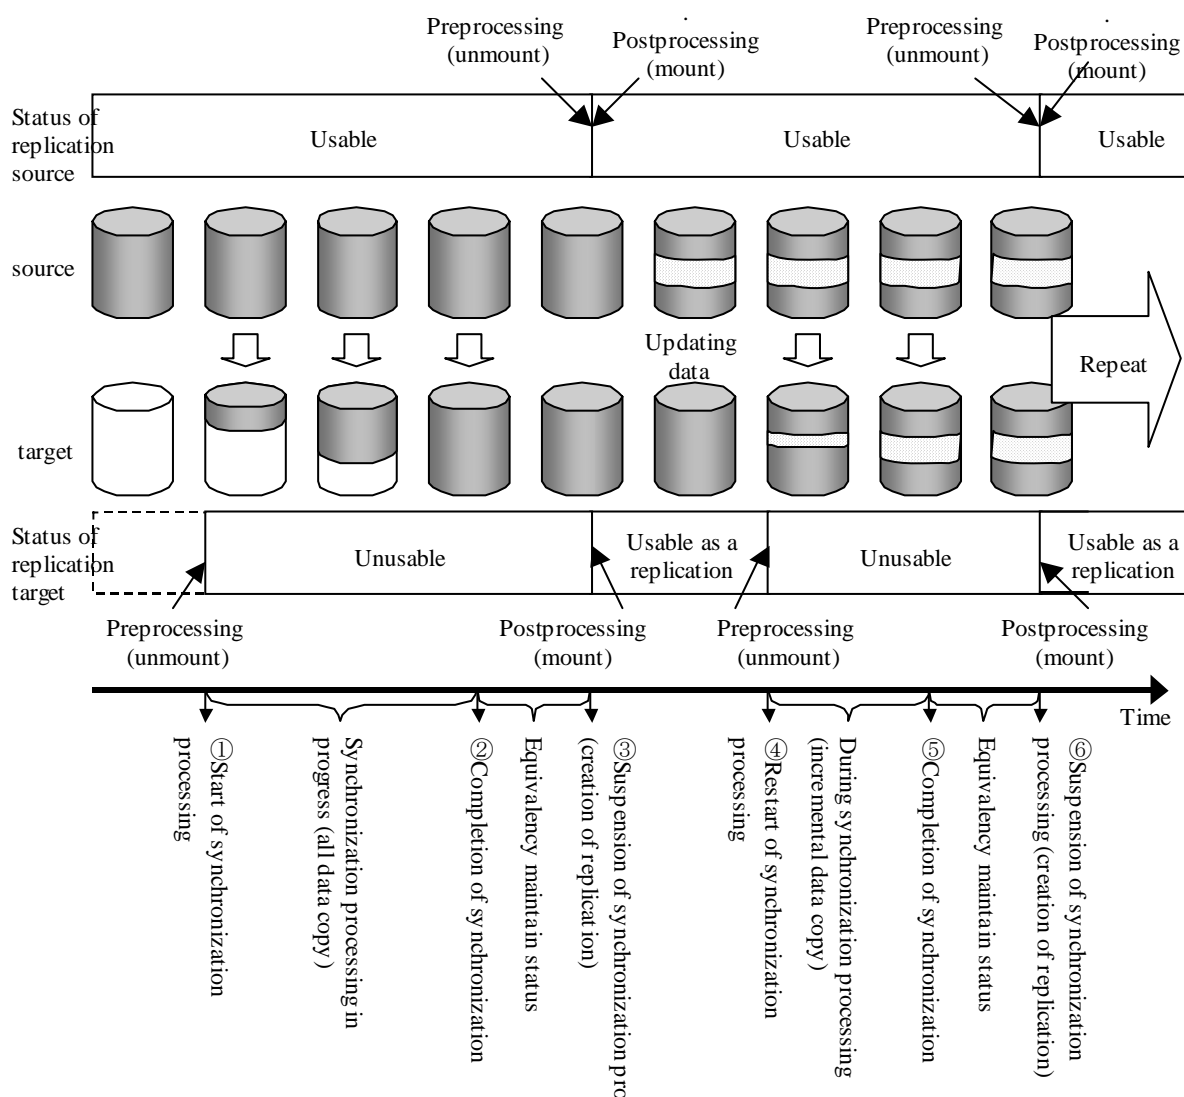 Preprocessing
(unmount)
Postprocessing
(mount)
Preprocessing
(unmount)
Postprocessing
(mount)
Status of
replication
source
Usable
Usable
Usable
source
Updating
data
Repeat
target
Status of
replication
target
Unusable
Usable as a
replication
Unusable
Usable as a
replication
Preprocessing
(unmount)
Postprocessing
(mount)
Preprocessing
(unmount)
Postprocessing
(mount)
Time
①Start of synchronization
processing
Synchronization processing in
progress (all data copy)
②Completion of synchronization
Equivalency maintain status
③Suspension of synchronization pro
(creation of replication)
④Restart of synchronization
processing
During synchronization processing
(incremental data copy)
⑤Completion of synchronization
Equivalency maintain status
⑥Suspension of synchronization
processing (creation of replication)